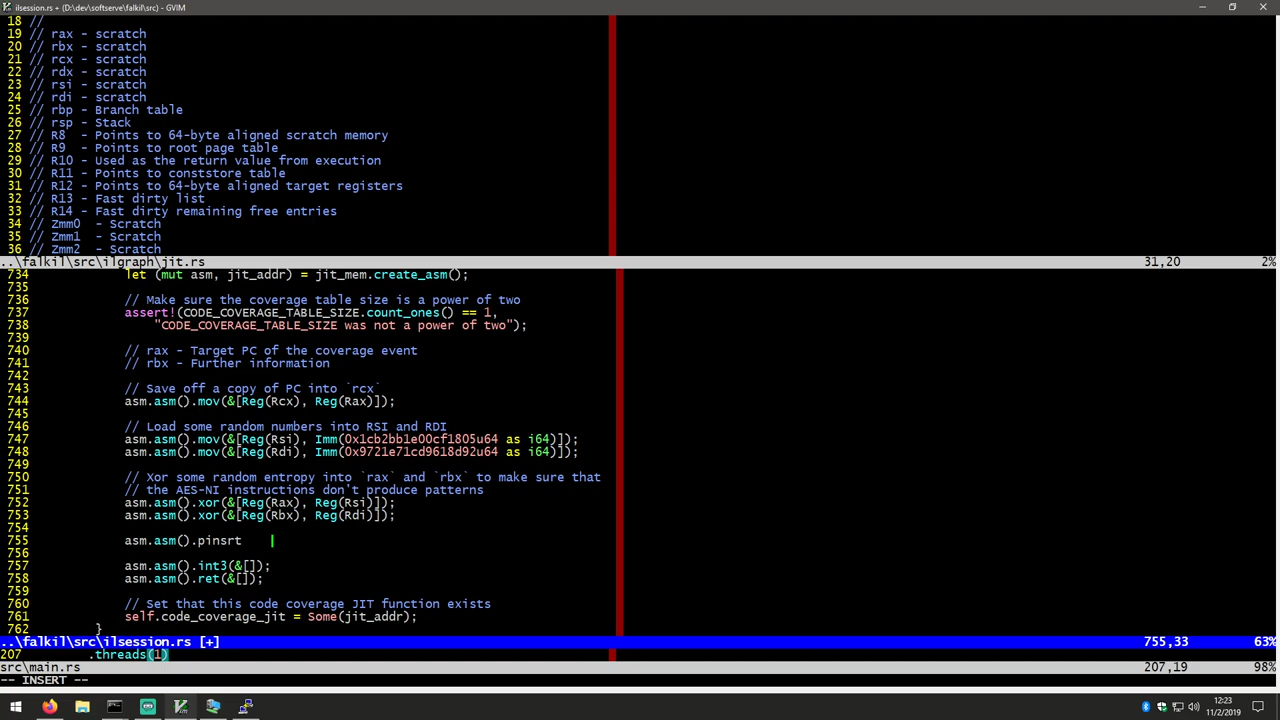 ilsession.rs + (D:\dev\softserve\falkil\src) - GVIM
18 //
19 // rax - scratch
20 // rbx - scratch
21 // rcx - scratch
22 // rdx - scratch
23 // rsi - scratch
24 // rdi - scratch
25 // rbp - Branch table
26 // rsp - Stack
27 // R8  - Points to 64-byte aligned scratch memory
28 // R9  - Points to root page table
29 // R10 - Used as the return value from execution
30 // R11 - Points to conststore table
31 // R12 - Points to 64-byte aligned target registers
32 // R13 - Fast dirty list
33 // R14 - Fast dirty remaining free entries
34 // Zmm0  - Scratch
35 // Zmm1  - Scratch
36 // Zmm2  - Scratch
..\falkil\src\ilgraph\jit.rs 31,20 2%
734 let (mut asm, jit_addr) = jit_mem.create_asm();
735
736 // Make sure the coverage table size is a power of two
737 assert!(CODE_COVERAGE_TABLE_SIZE.count_ones() == 1,
738 "CODE_COVERAGE_TABLE_SIZE was not a power of two");
739
740 // rax - Target PC of the coverage event
741 // rbx - Further information
742
743 // Save off a copy of PC into `rcx`
744 asm.asm().mov(&[Reg(Rcx), Reg(Rax)]);
745
746 // Load some random numbers into RSI and RDI
747 asm.asm().mov(&[Reg(Rsi), Imm(0x1cb2bb1e00cf1805u64 as i64)]);
748 asm.asm().mov(&[Reg(Rdi), Imm(0x9721e71cd9618d92u64 as i64)]);
749
750 // Xor some random entropy into `rax` and `rbx` to make sure that
751 // the AES-NI instructions don't produce patterns
752 asm.asm().xor(&[Reg(Rax), Reg(Rsi)]);
753 asm.asm().xor(&[Reg(Rbx), Reg(Rdi)]);
754
755 asm.asm().pinsrt
756
757 asm.asm().int3(&[]);
758 asm.asm().ret(&[]);
759
760 // Set that this code coverage JIT function exists
761 self.code_coverage_jit = Some(jit_addr);
762 }
..\falkil\src\ilsession.rs [+] 755,33 63%
207 .threads(1)
src\main.rs 207,19 98%
-- INSERT --
12:23
11/2/2019